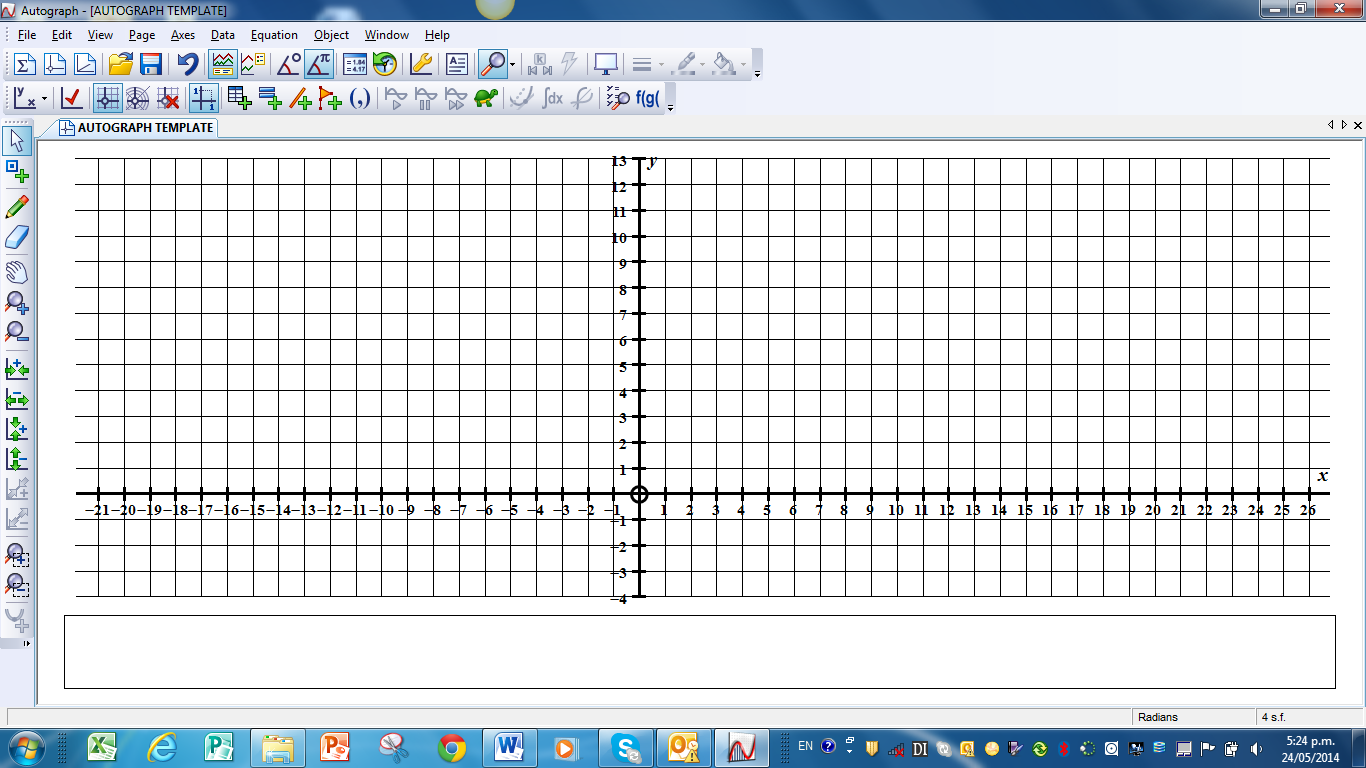 Autograph - [AUTOGRAPH TEMPLATE]
File Edit View Page Axes Data Equation Object Window Help
AUTOGRAPH TEMPLATE
y
13
12
11
10
9
8
7
6
5
4
3
2
1
x
−21 −20 −19 −18 −17 −16 −15 −14 −13 −12 −11 −10 −9 −8 −7 −6 −5 −4 −3 −2 −1 1 2 3 4 5 6 7 8 9 10 11 12 13 14 15 16 17 18 19 20 21 22 23 24 25 26
−1
−2
−3
−4
Radians 4 s.f.
EN DI 5:24 p.m.
24/05/2014